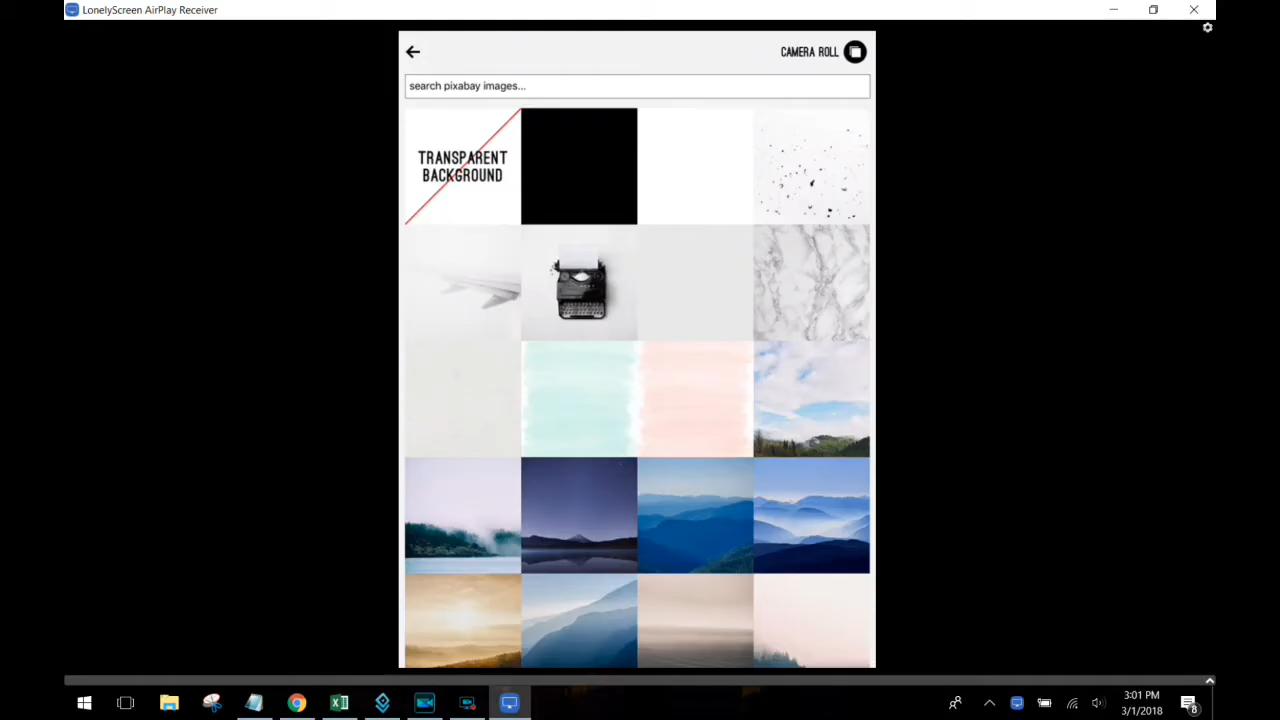 LonelyScreen AirPlay Receiver
CAMERA ROLL
search pixabay images...
TRANSPARENT
BACKGROUND
3:01 PM
3/1/2018
8